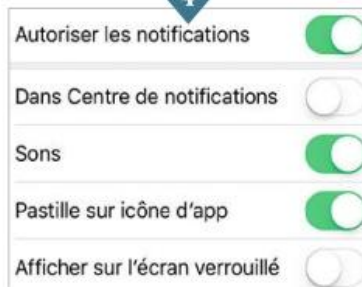 Autoriser les notifications
Dans Centre de notifications
Sons
Pastille sur icône d'app
Afficher sur l'écran verrouillé